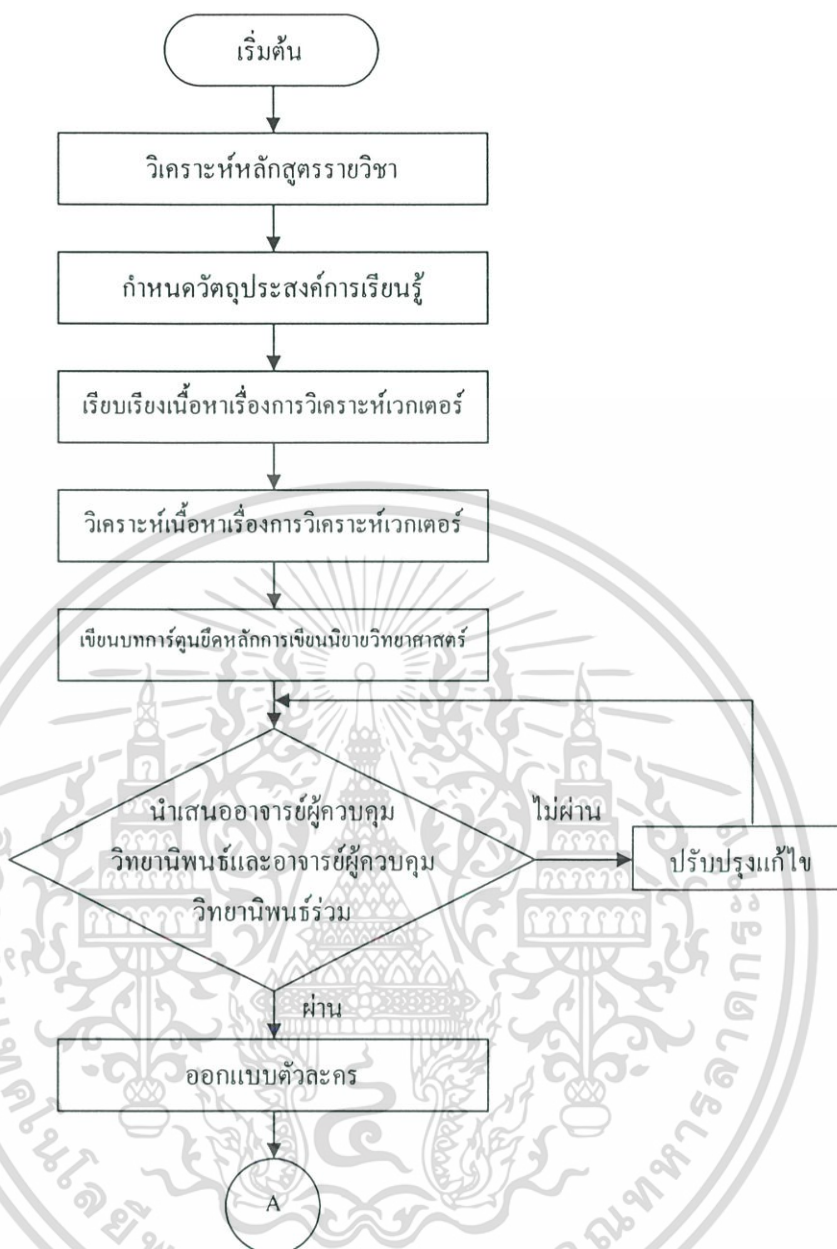 เริ่มต้น
วิเคราะห์หลักสูตรรายวิชา
กำหนดวัตถุประสงค์การเรียนรู้
เรียบเรียงเนื้อหาเรื่องการวิเคราะห์เวกเตอร์
วิเคราะห์เนื้อหาเรื่องการวิเคราะห์เวกเตอร์
เขียนบทการ์ตูนยึดหลักการเขียนนิยายวิทยาศาสตร์
นำเสนออาจารย์ผู้ควบคุม
วิทยานิพนธ์และอาจารย์ผู้ควบคุม
วิทยานิพนธ์ร่วม
ไม่ผ่าน
ปรับปรุงแก้ไข
ผ่าน
ออกแบบตัวละคร
A